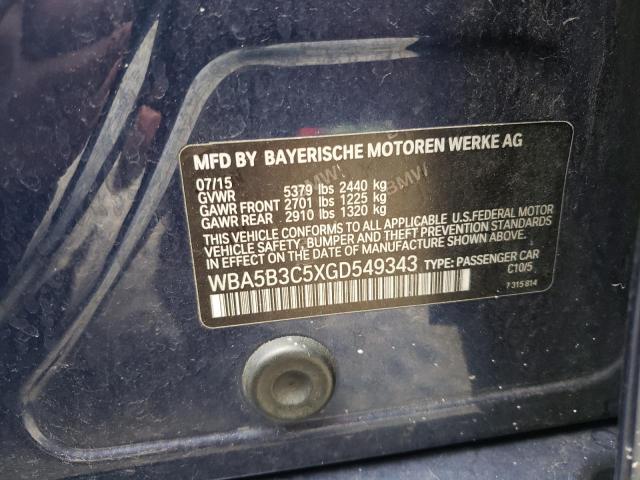 MFD BY BAYERISCHE MOTOREN WERKE AG
07/15
GVWR 5379 lbs 2440 kg
GAWR FRONT 2701 lbs 1225 kg
GAWR REAR 2910 lbs 1320 kg
THIS VEHICLE CONFORMS TO ALL APPLICABLE U.S.FEDERAL MOTOR
VEHICLE SAFETY, BUMPER AND THEFT PREVENTION STANDARDS
IN EFFECT ON THE DATE OF MANUFACTURE SHOWN ABOVE.
WBA5B3C5XGD549343 TYPE: PASSENGER CAR
C10/5
7 315 814